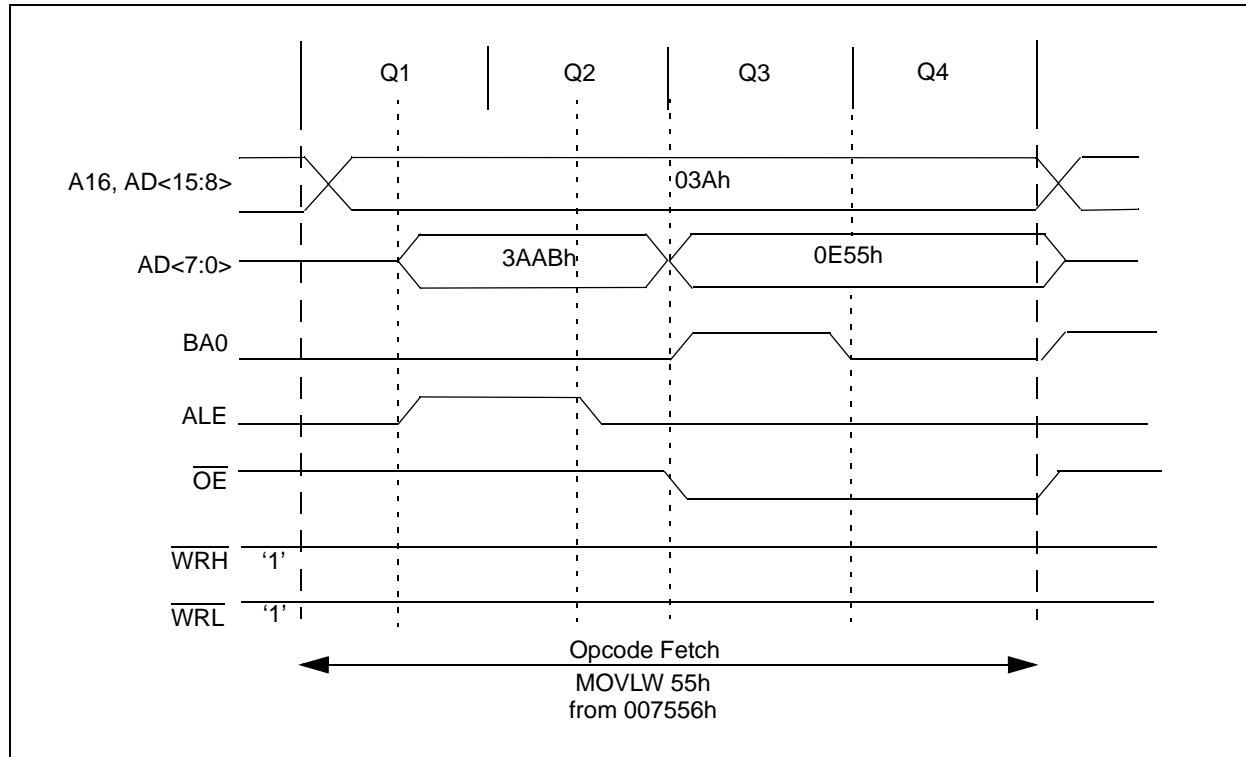 Q1 Q2 Q3 Q4
A16, AD<15:8> 03Ah
AD<7:0> 3AABh 0E55h
BA0
ALE
OE
WRH ‘1’
WRL ‘1’
Opcode Fetch
MOVLW 55h
from 007556h